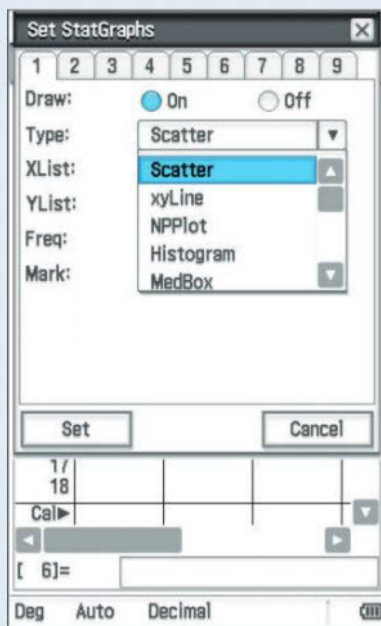 Set StatGraphs
1 2 3 4 5 6 7 8 9
Draw: On Off
Type: Scatter
XList: Scatter
YList: xyLine
NPPlot
Freq: Histogram
Mark: MedBox
Set Cancel
17
18
Cal▶
[ 6]=
Deg Auto Decimal